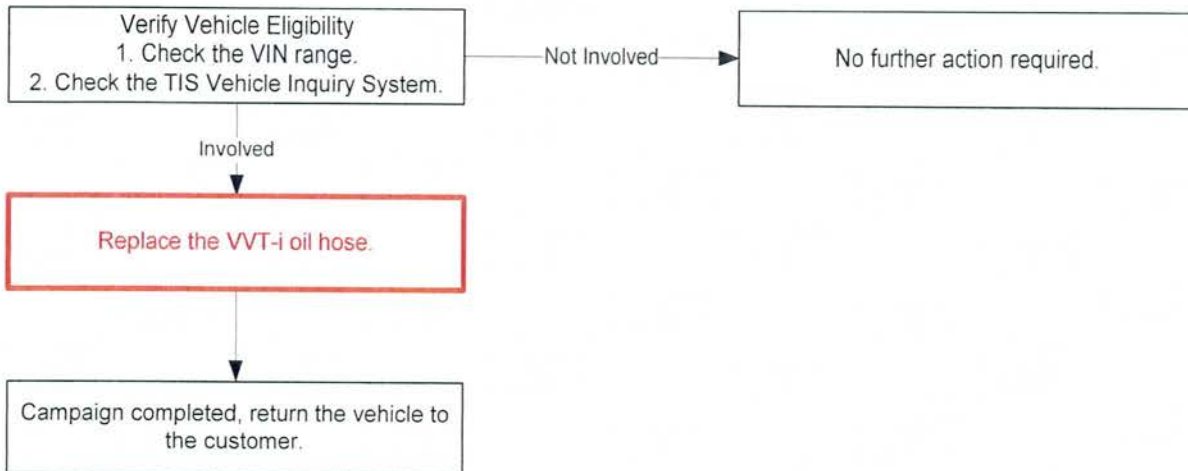 Verify Vehicle Eligibility
1. Check the VIN range.
2. Check the TIS Vehicle Inquiry System.
Not Involved
No further action required.
Involved
Replace the VVT-i oil hose.
Campaign completed, return the vehicle to
the customer.